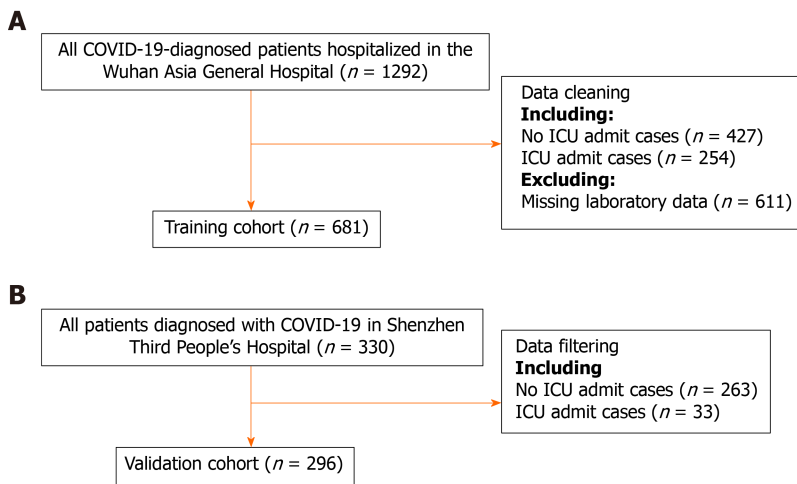 A
All COVID-19-diagnosed patients hospitalized in the
Wuhan Asia General Hospital (n = 1292)
Data cleaning
Including:
No ICU admit cases (n = 427)
ICU admit cases (n = 254)
Excluding:
Missing laboratory data (n = 611)
Training cohort (n = 681)
B
All patients diagnosed with COVID-19 in Shenzhen
Third People's Hospital (n = 330)
Data filtering
Including
No ICU admit cases (n = 263)
ICU admit cases (n = 33)
Validation cohort (n = 296)